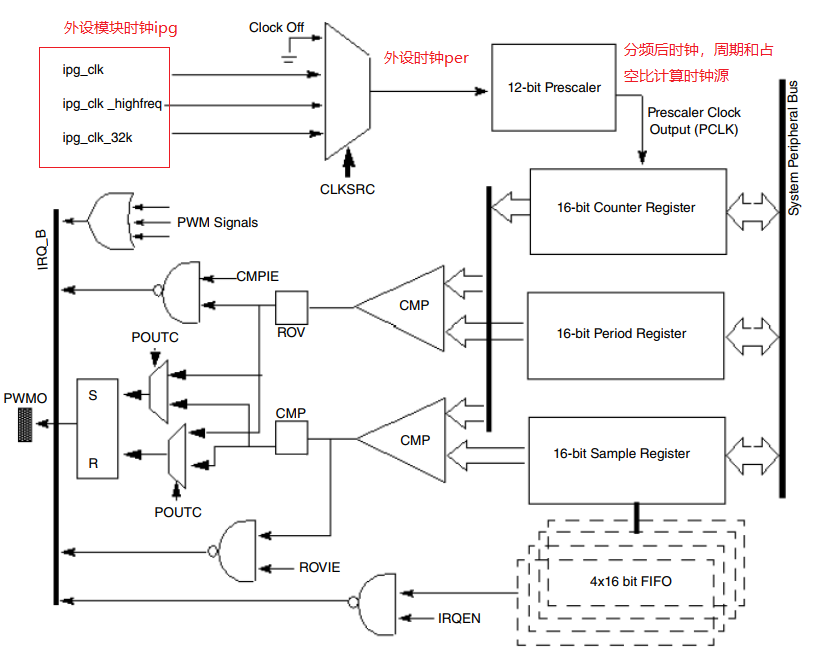 外设模块时钟ipg
Clock Off
ipg_clk
ipg_clk _highfreq
ipg_clk_32k
外设时钟per
CLKSRC
12-bit Prescaler
分频后时钟，周期和占
空比计算时钟源
Prescaler Clock
Output (PCLK)
System Peripheral Bus
16-bit Counter Register
IRQ_B
PWM Signals
CMPIE
ROV
CMP
16-bit Period Register
POUTC
PWMO
S
R
CMP
CMP
16-bit Sample Register
POUTC
ROVIE
4x16 bit FIFO
IRQEN